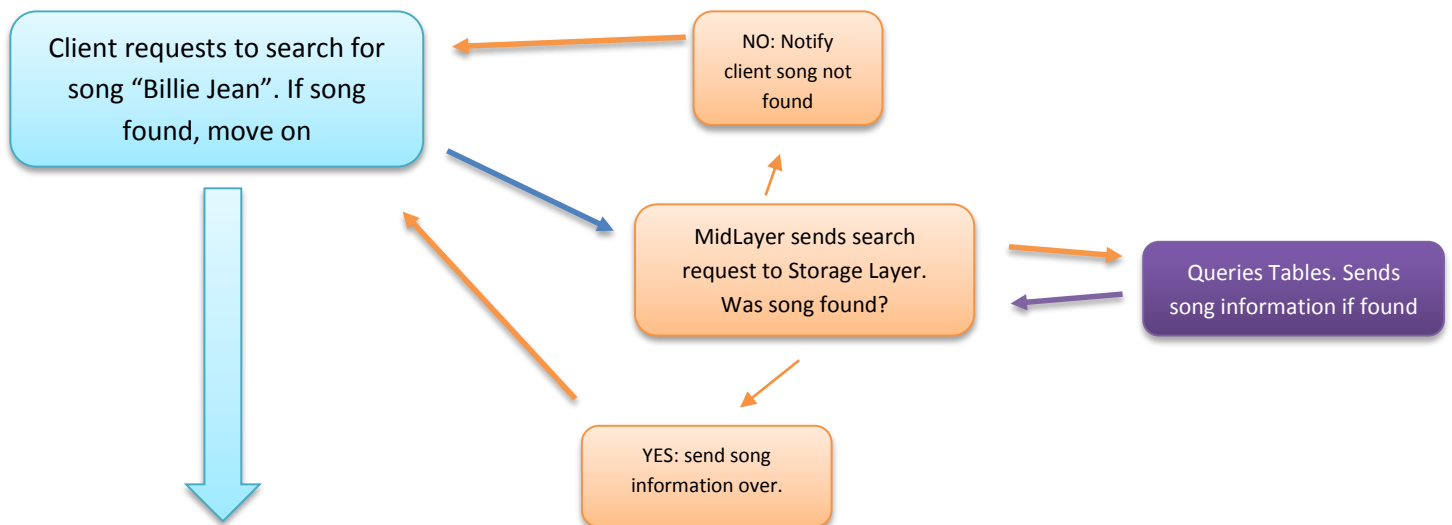 Client requests to search for
song “Billie Jean”. If song
found, move on
NO: Notify
client song not
found
MidLayer sends search
request to Storage Layer.
Was song found?
Queries Tables. Sends
song information if found
YES: send song
information over.